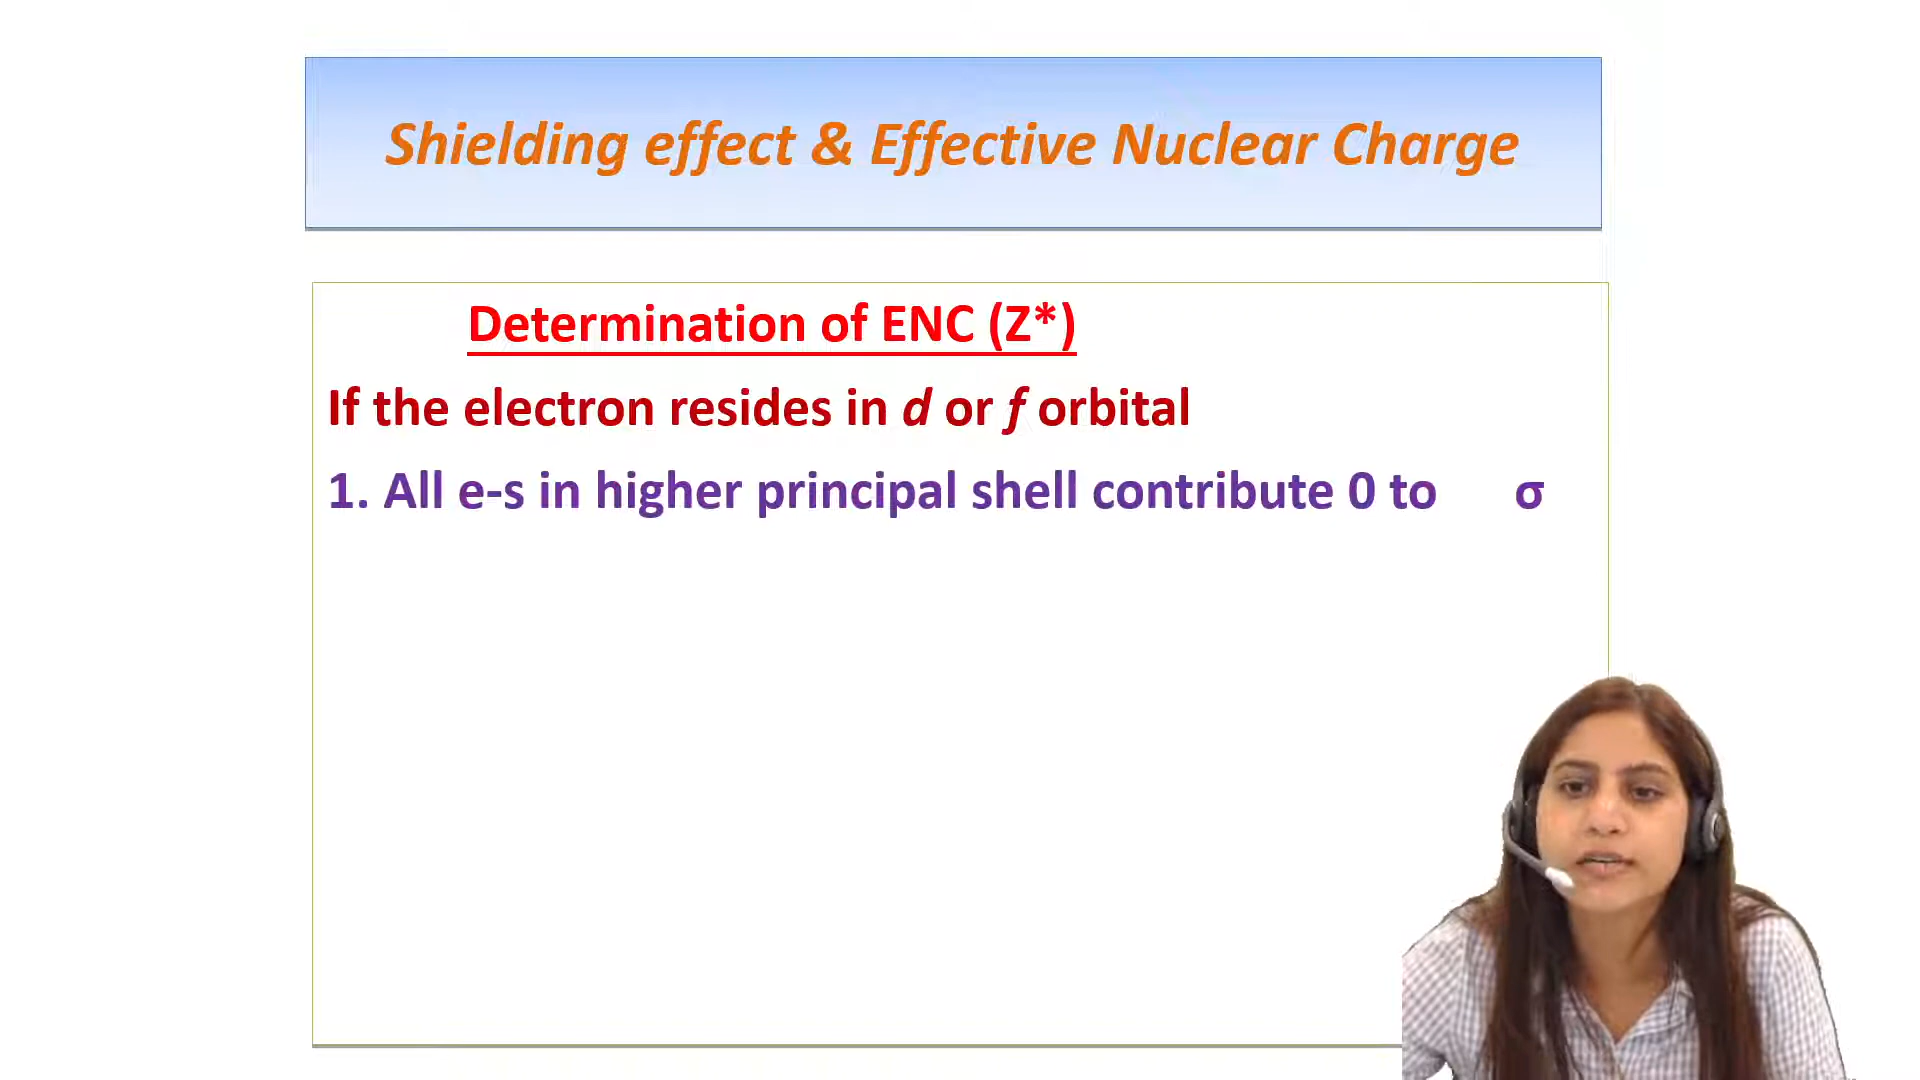 Shielding effect & Effective Nuclear Charge
Determination of ENC (Z*)
If the electron resides in d or f orbital
1. All e-s in higher principal shell contribute 0 to σ